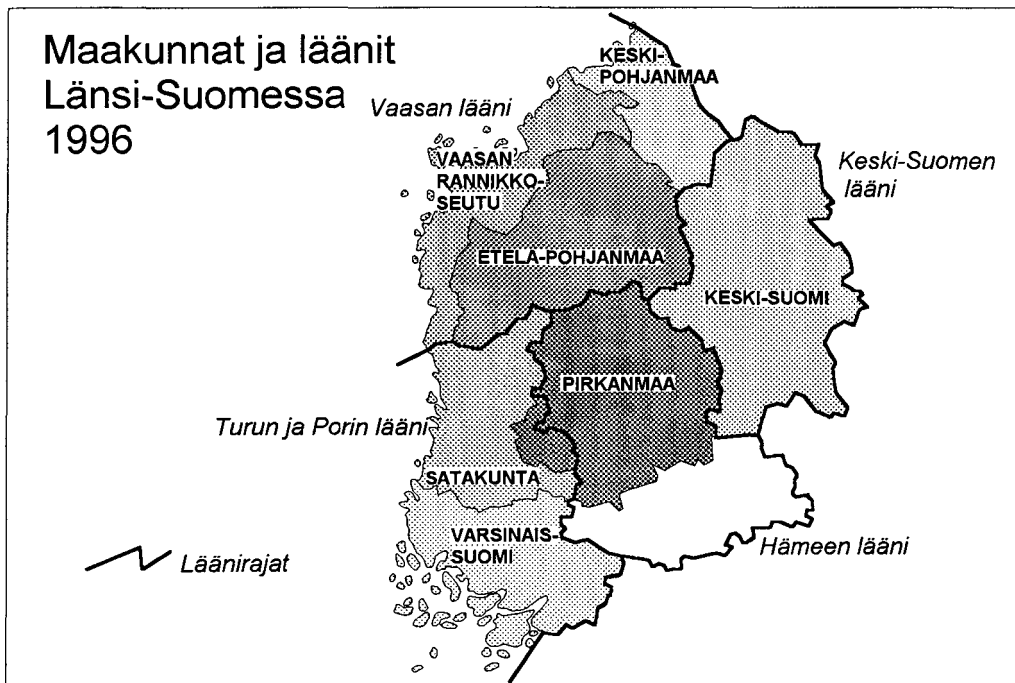 Maakunnat ja läänit
Länsi-Suomessa
1996
KESKI-
POHJANMAA
Vaasan lääni
VAASAN
RANNIKKO-
SEUTU
Keski-Suomen
lääni
ETELÄ-POHJANMAA
KESKI-SUOMI
PIRKANMAA
Turun ja Porin lääni
SATAKUNTA
VARSINAIS-
SUOMI
Hämeen lääni
Läänirajat